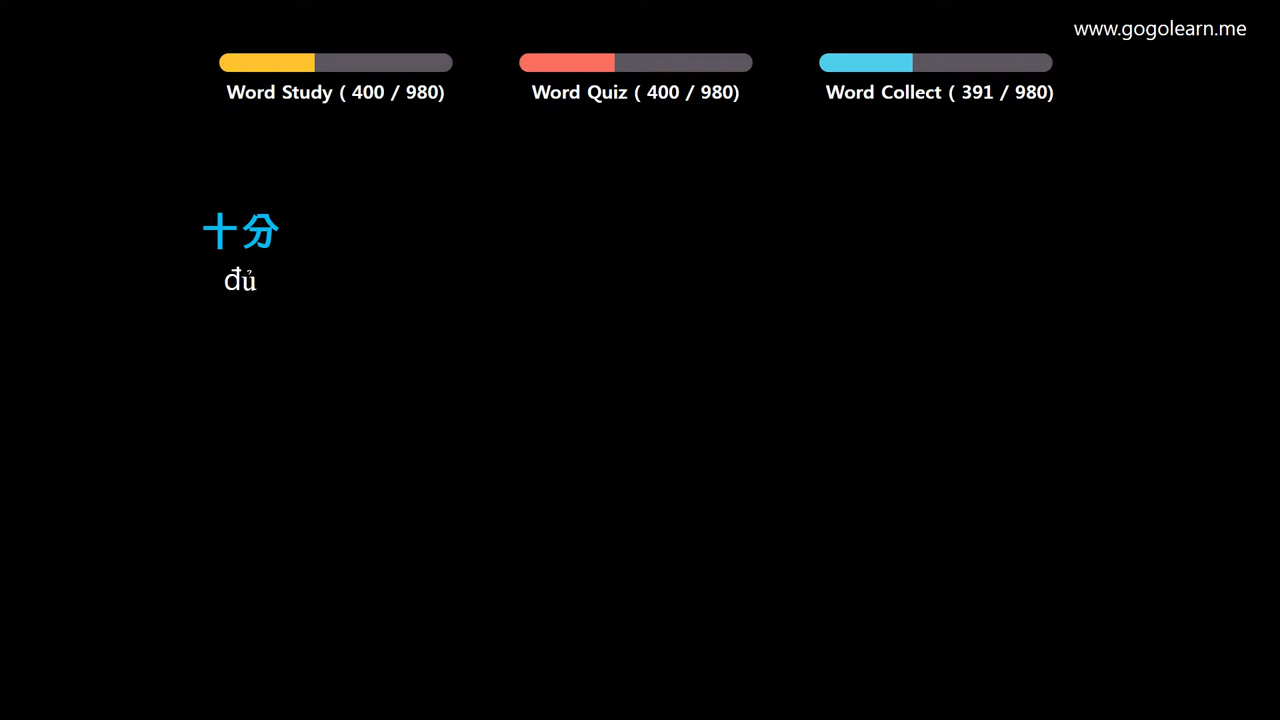 www.gogolearn.me
Word Study ( 400 / 980)
Word Quiz ( 400 / 980)
Word Collect ( 391 / 980)
十分
đủ